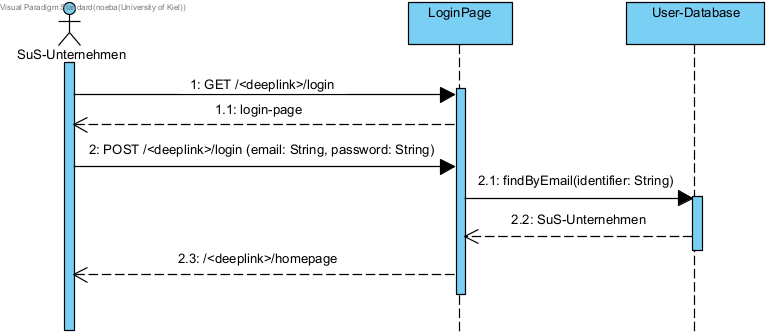 Visual Paradigm Standard(noeba(University of Kiel))
LoginPage
User-Database
SuS-Unternehmen
1: GET /<deeplink>/login
1.1: login-page
2: POST /<deeplink>/login (email: String, password: String)
2.1: findByEmail(identifier: String)
2.2: SuS-Unternehmen
2.3: /<deeplink>/homepage